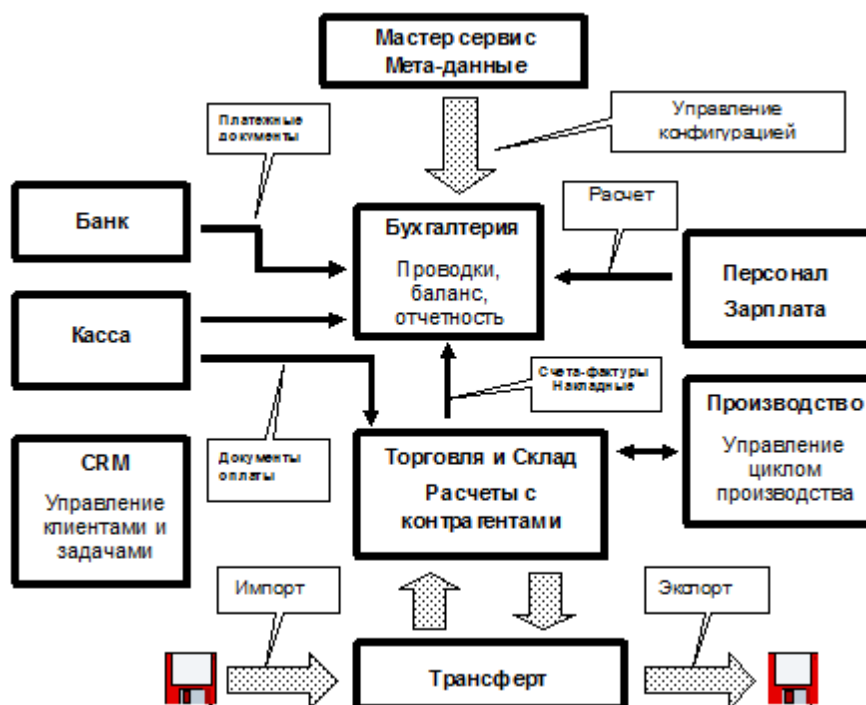 Мастер сервис
Мета-данные
Платежные
документы
Управление
конфигурацией
Банк
Бухгалтерия
Проводки,
баланс,
отчетность
Расчет
Персонал
Зарплата
Касса
Счета-фактуры
Накладные
Производство
Управление
циклом
производства
CRM
Управление
клиентами и
задачами
Документы
оплаты
Торговля и Склад
Расчеты с
контрагентами
Импорт
Экспорт
Трансферт